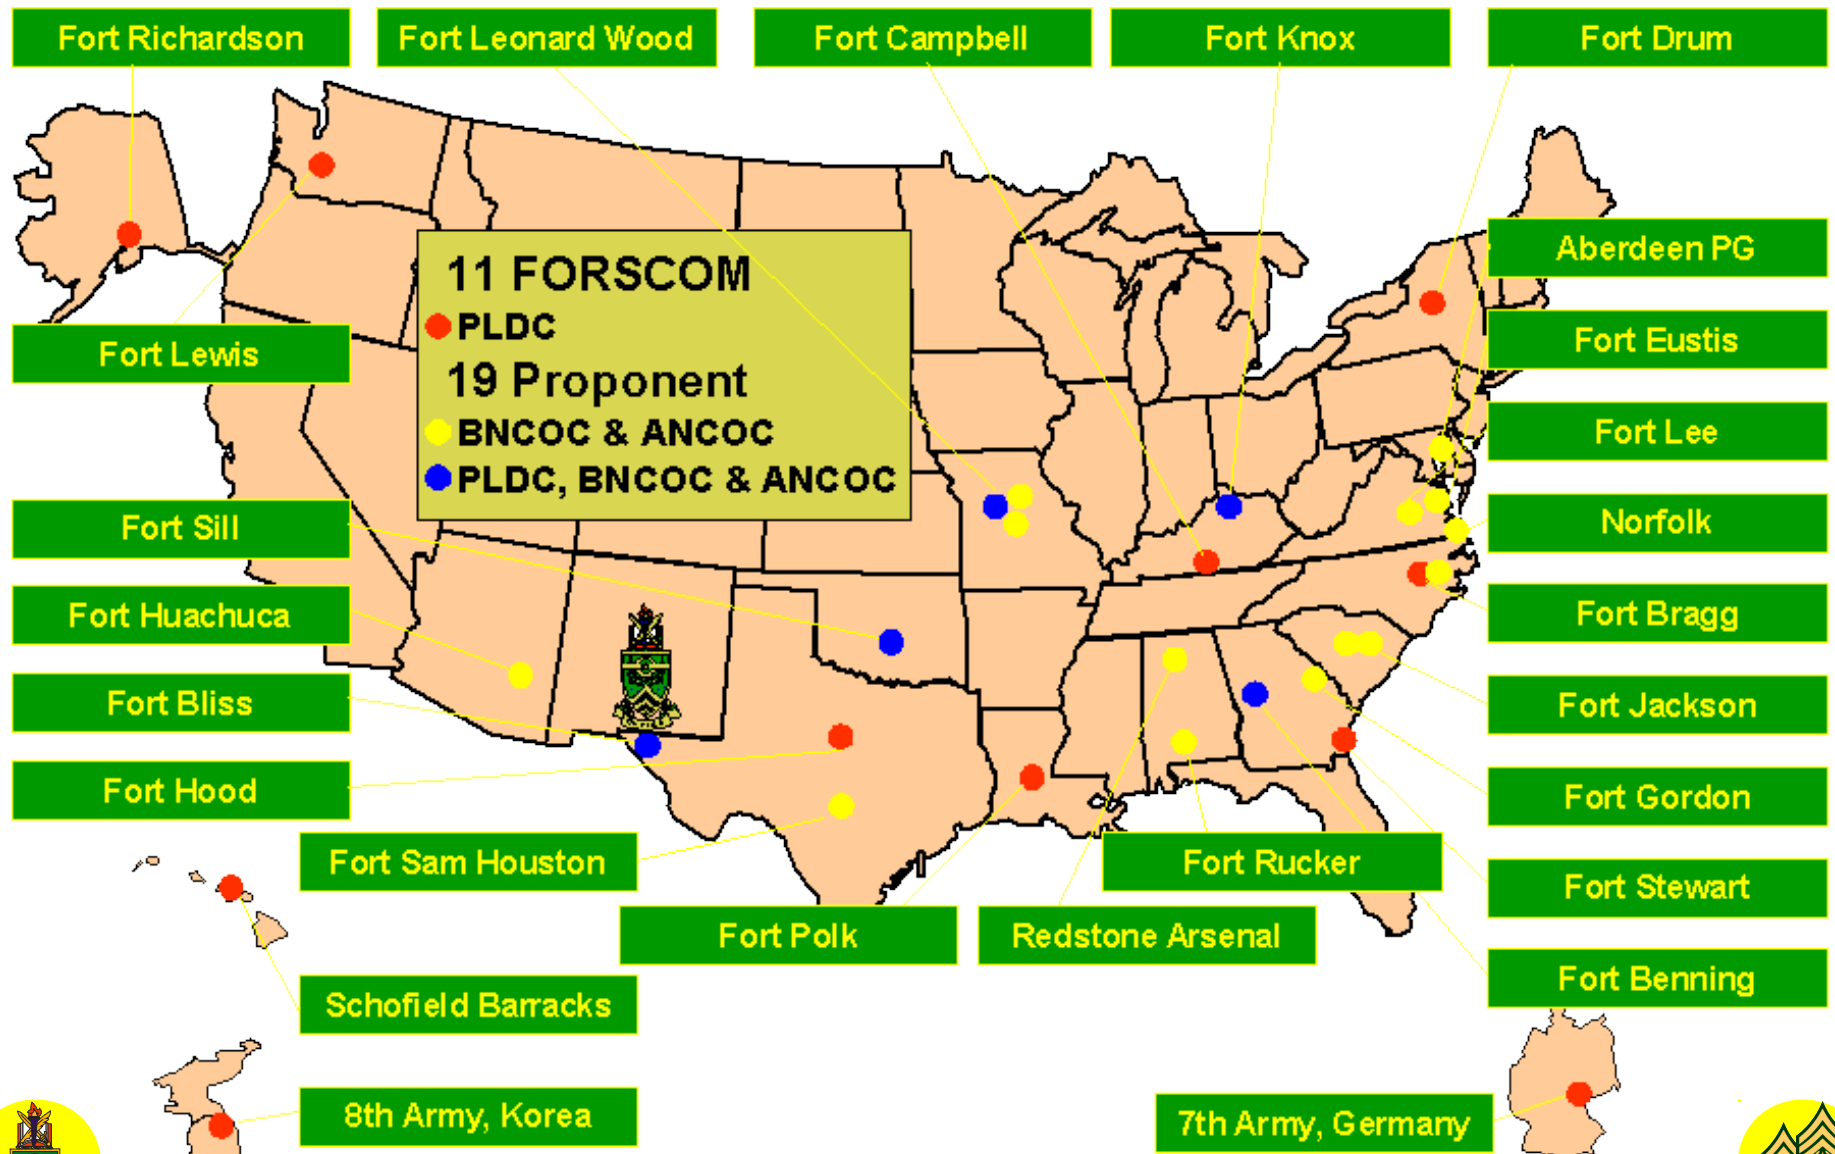 Fort Richardson
Fort Leonard Wood
Fort Campbell
Fort Knox
Fort Drum
Aberdeen PG
11 FORSCOM
PLDC
19 Proponent
BNCOC & ANCOC
PLDC, BNCOC & ANCOC
Fort Lewis
Fort Eustis
Fort Lee
Fort Sill
Norfolk
Fort Huachuca
Fort Bragg
Fort Bliss
Fort Jackson
Fort Hood
Fort Gordon
Fort Sam Houston
Fort Rucker
Fort Stewart
Fort Polk
Redstone Arsenal
Fort Benning
Schofield Barracks
8th Army, Korea
7th Army, Germany